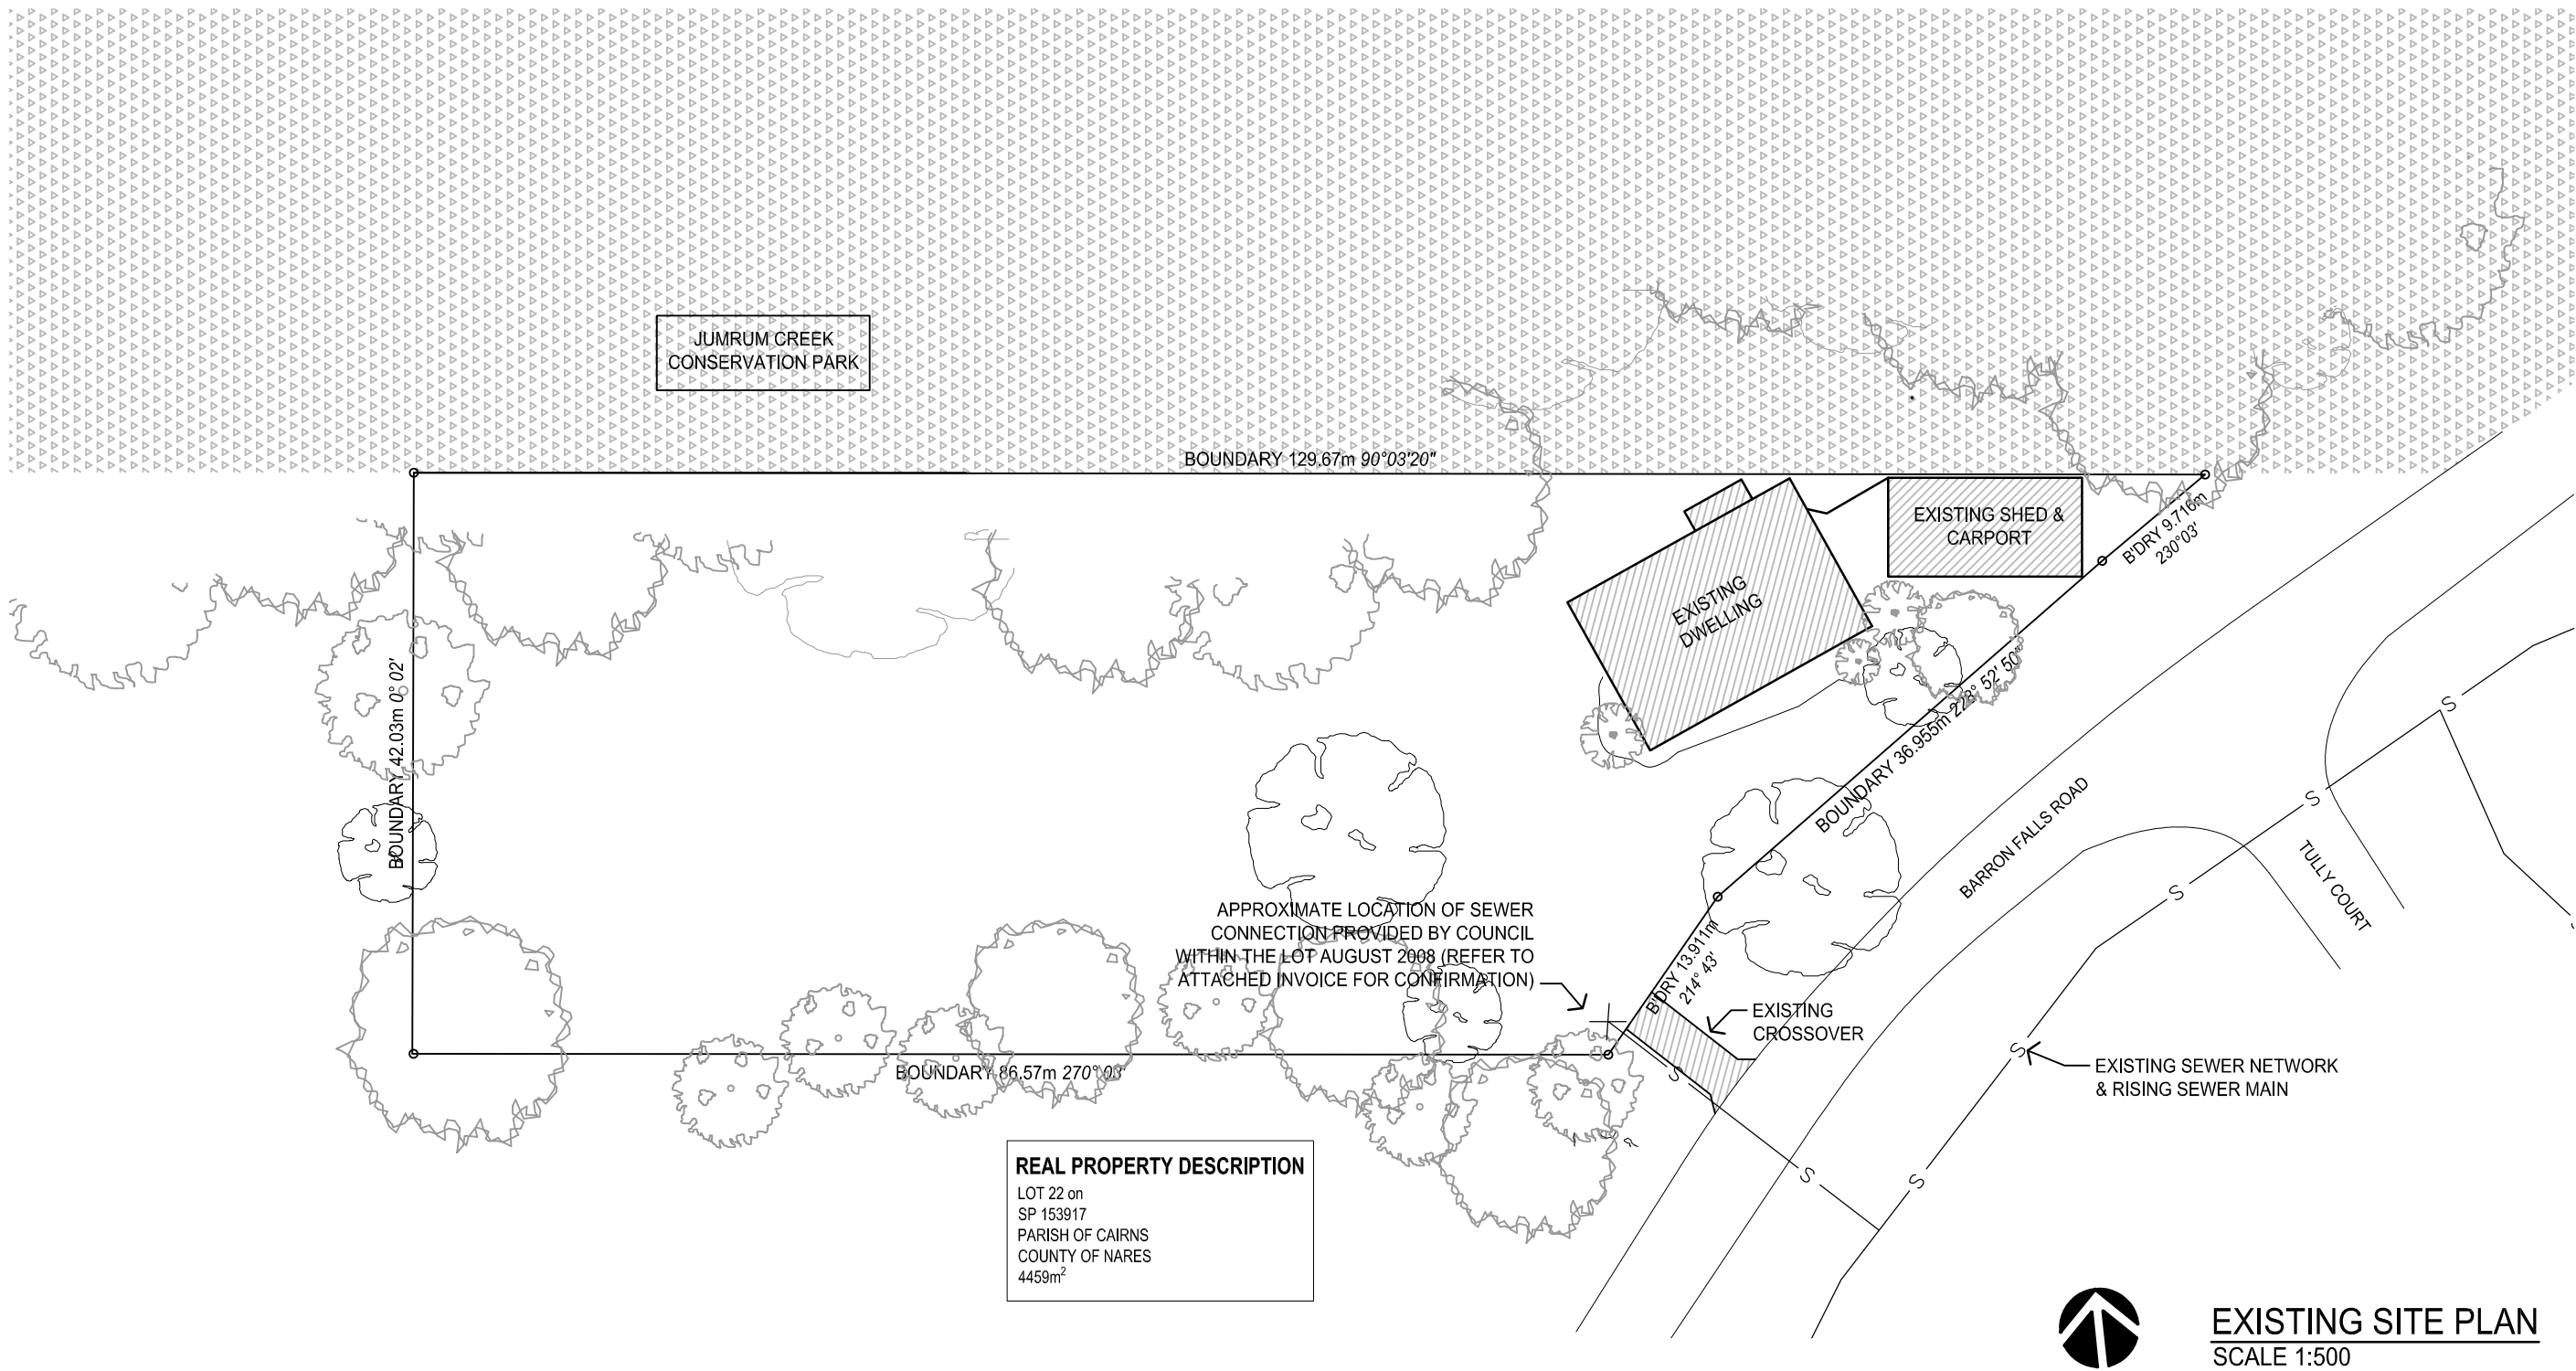 JUMRUM CREEK
CONSERVATION PARK
BOUNDARY 129.67m 90°03'20"
EXISTING SHED &
CARPORT
B'DRY 9.716m
230°03'
EXISTING
DWELLING
BOUNDARY 42.03m 0° 02'
BOUNDARY 36.955m 228° 52' 50"
BARRON FALLS ROAD
TULLY COURT
APPROXIMATE LOCATION OF SEWER
CONNECTION PROVIDED BY COUNCIL
WITHIN THE LOT AUGUST 2008 (REFER TO
ATTACHED INVOICE FOR CONFIRMATION)
B'DRY 13.911m
214° 43'
EXISTING
CROSSOVER
BOUNDARY 86.57m 270° 03'
EXISTING SEWER NETWORK
& RISING SEWER MAIN
S
S
S
S
S
S
S
REAL PROPERTY DESCRIPTION
LOT 22 on
SP 153917
PARISH OF CAIRNS
COUNTY OF NARES
4459m²
EXISTING SITE PLAN
SCALE 1:500